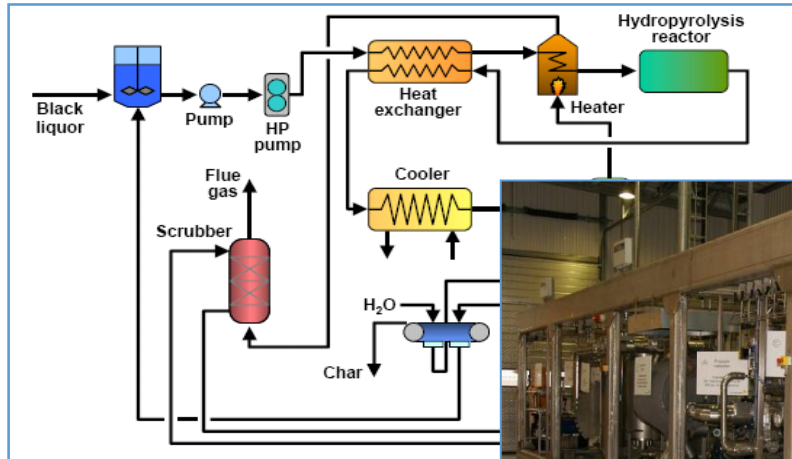 Hydropyrolysis
reactor
Black
liquor
Pump
HP
pump
Heat
exchanger
Heater
Flue
gas
Cooler
Scrubber
H₂O
Char